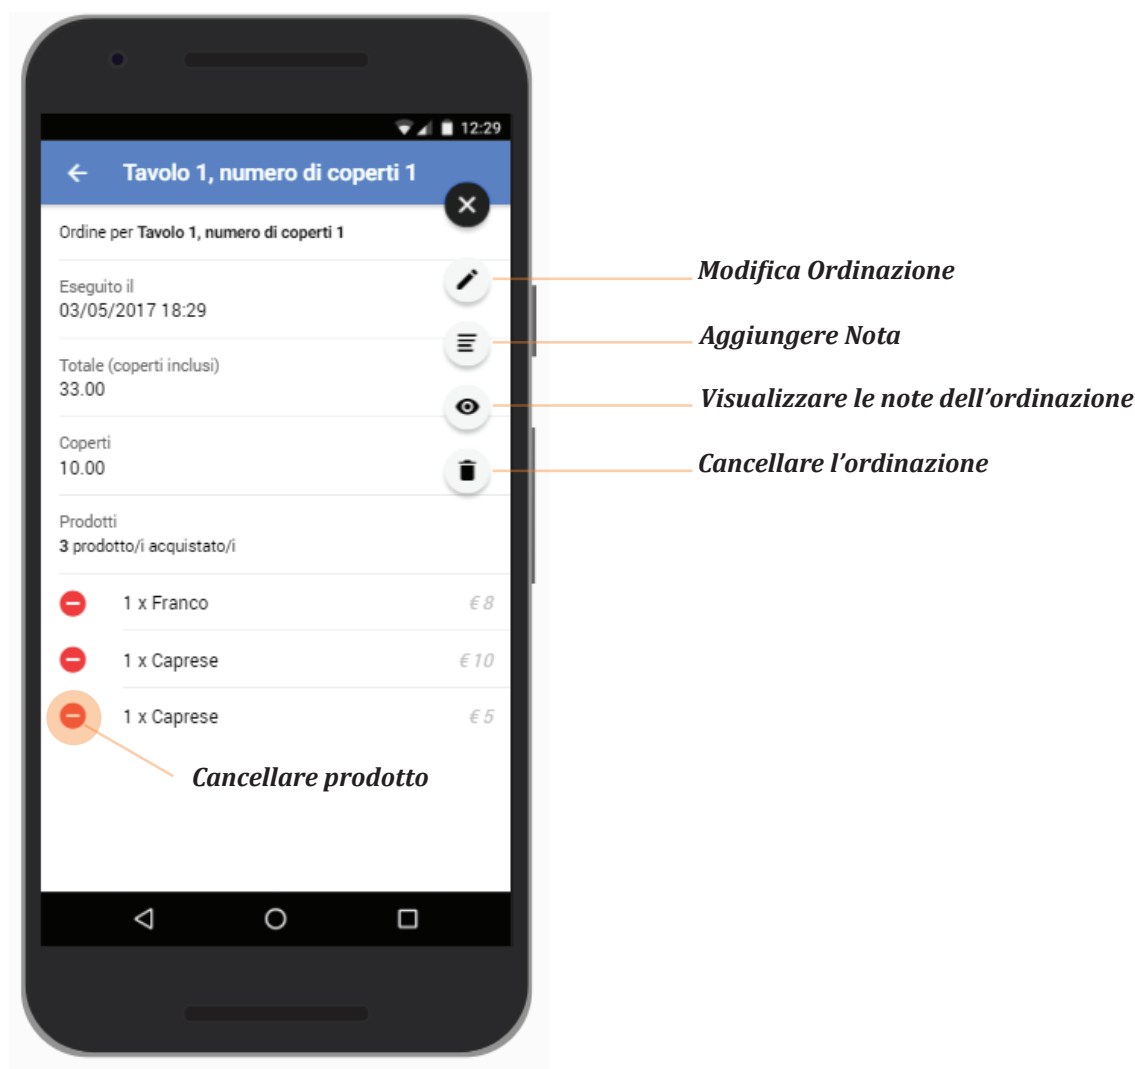 12:29
Tavolo 1, numero di coperti 1
Ordine per Tavolo 1, numero di coperti 1
Modifica Ordinazione
Eseguito il
03/05/2017 18:29
Aggiungere Nota
Totale (coperti inclusi)
33.00
Visualizzare le note dell’ordinazione
Coperti
10.00
Cancellare l’ordinazione
Prodotti
3 prodotto/i acquistato/i
1 x Franco € 8
1 x Caprese € 10
1 x Caprese € 5
Cancellare prodotto